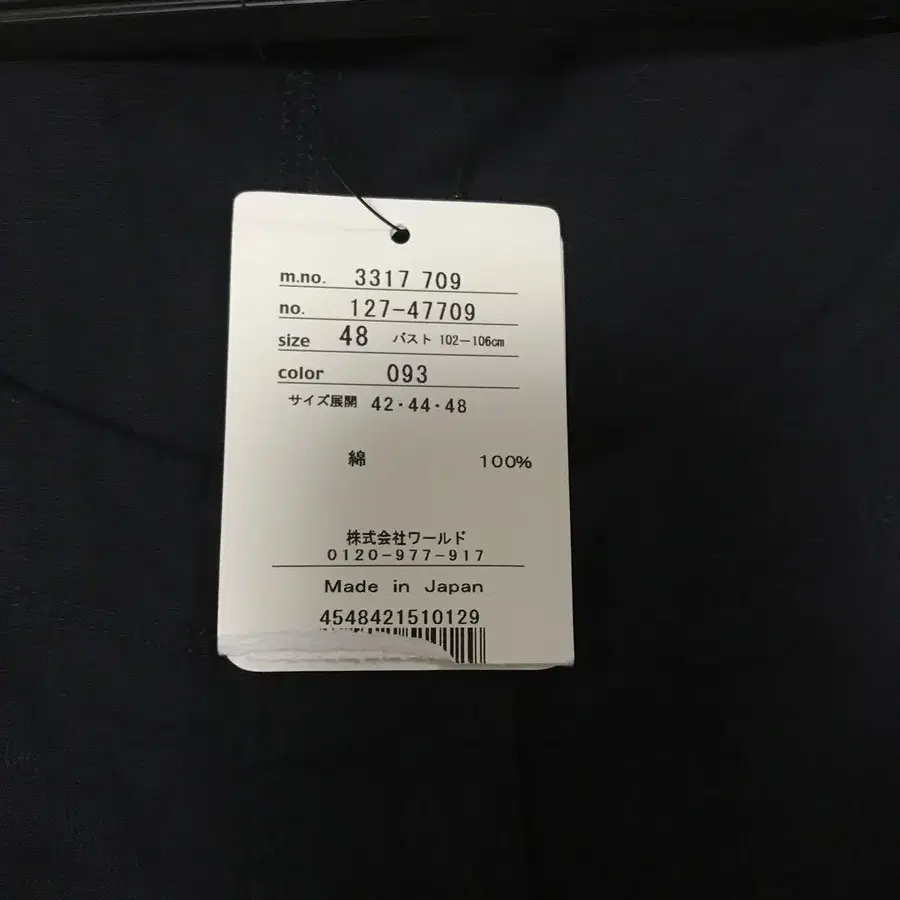 m.no. 3317 709
no. 127-47709
size 48 バスト 102-106cm
color 093
サイズ展開 42・44・48
綿 100%
株式会社ワールド
0120-977-917
Made in Japan
4548421510129